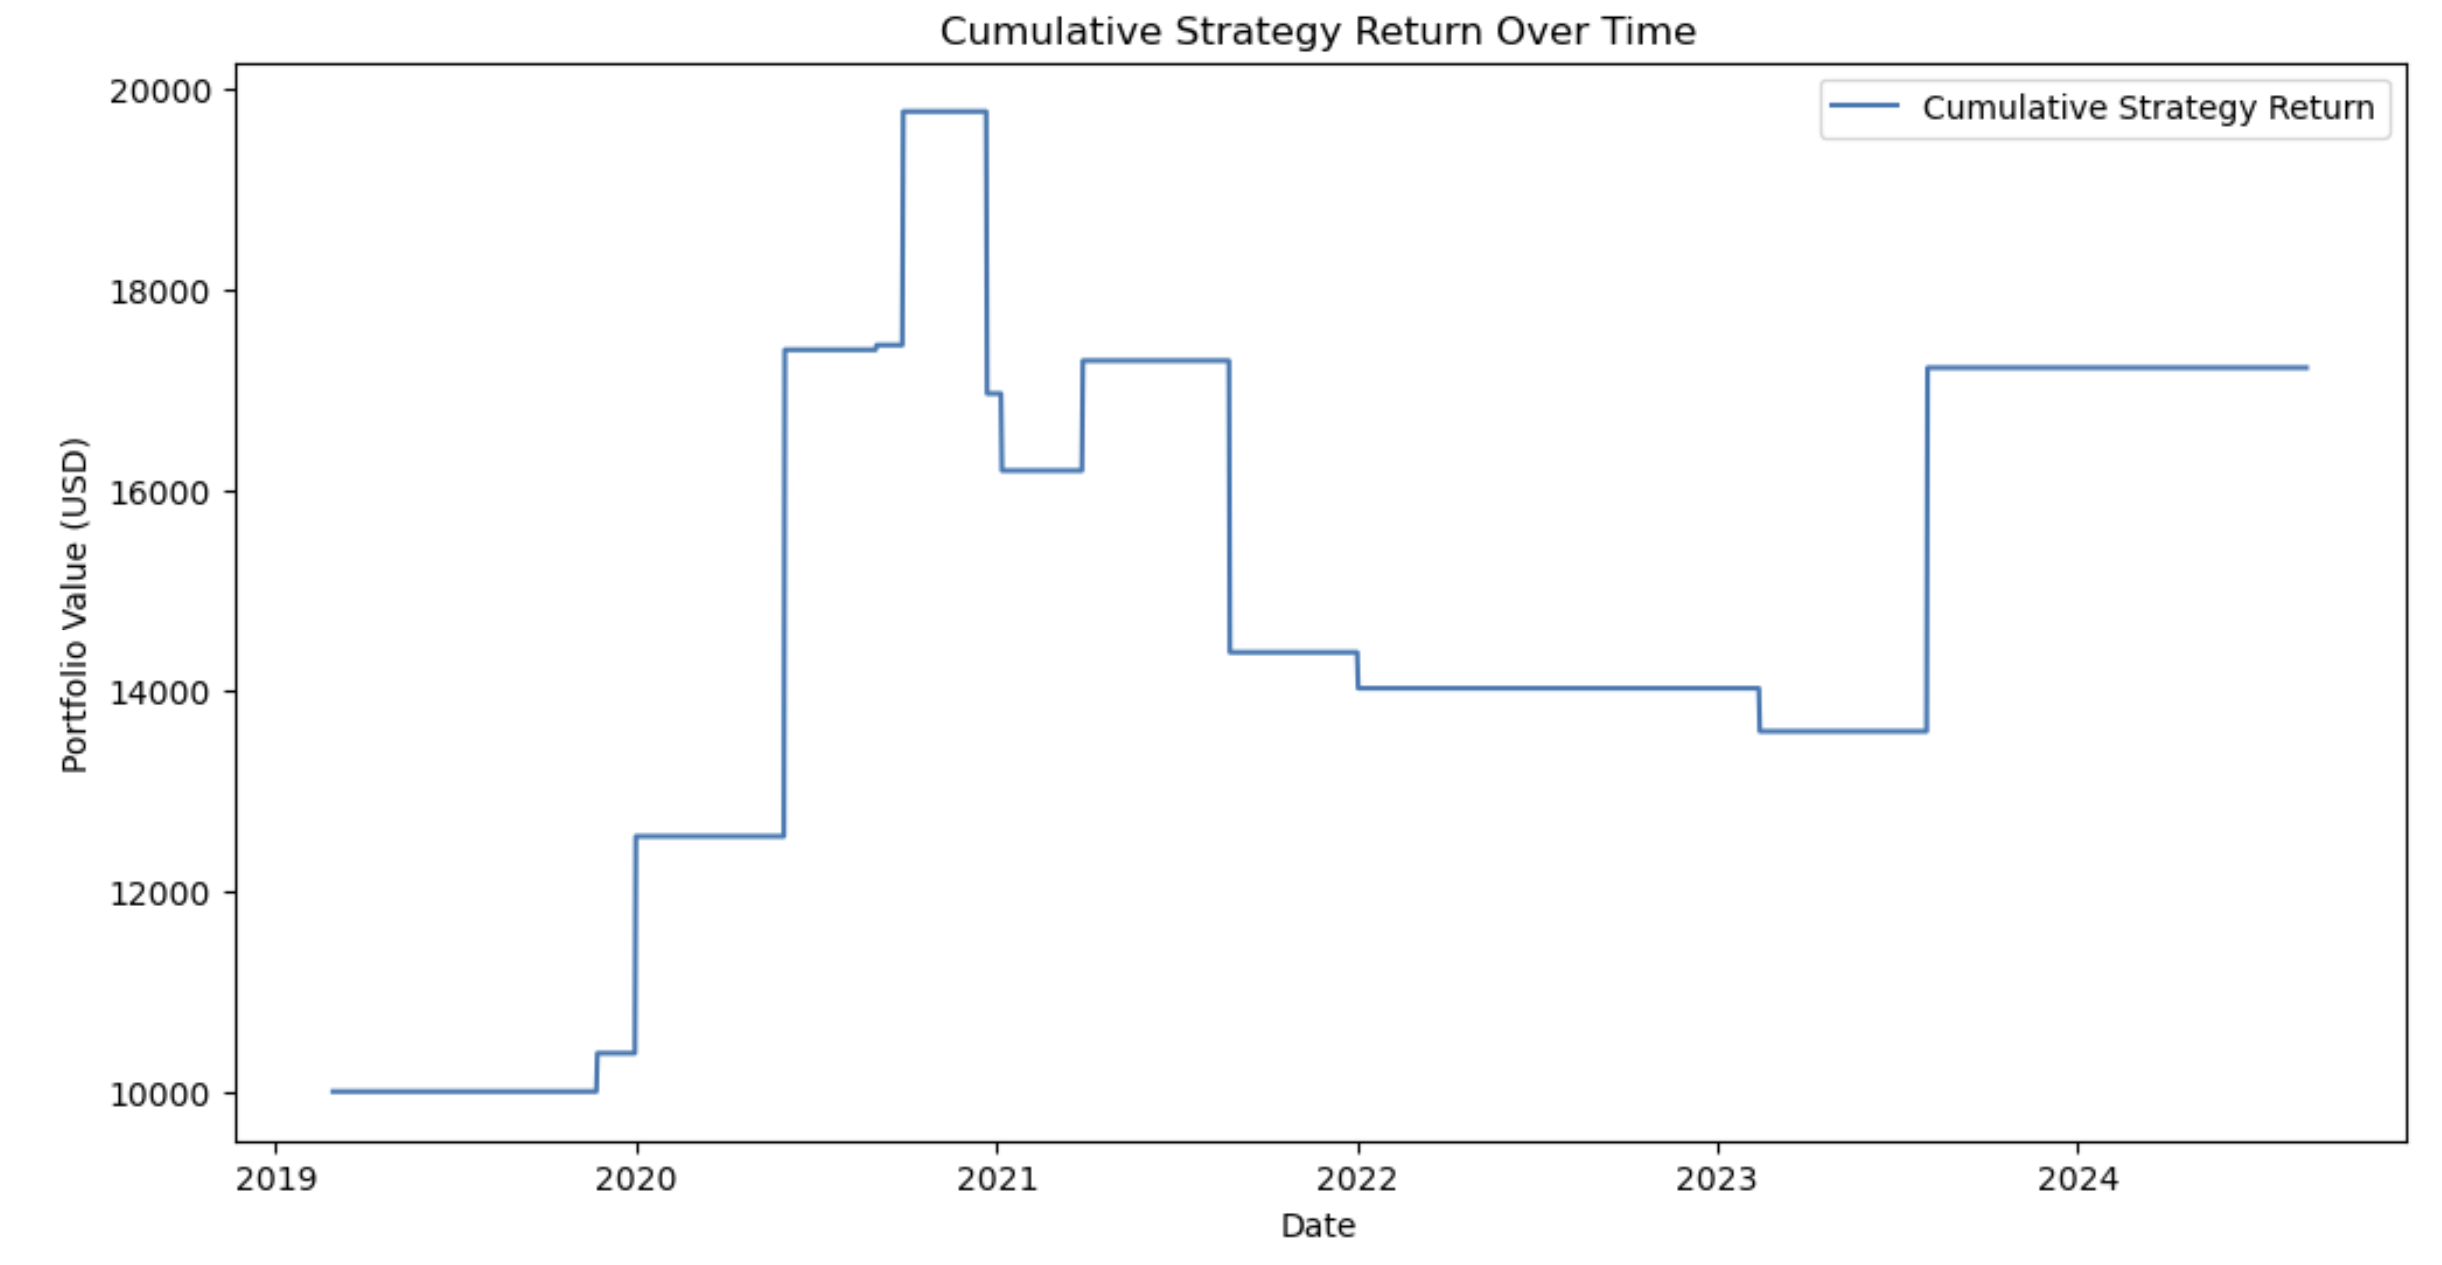 Cumulative Strategy Return Over Time
Cumulative Strategy Return
20000
18000
16000
14000
12000
10000
Portfolio Value (USD)
2019 2020 2021 2022 2023 2024
Date